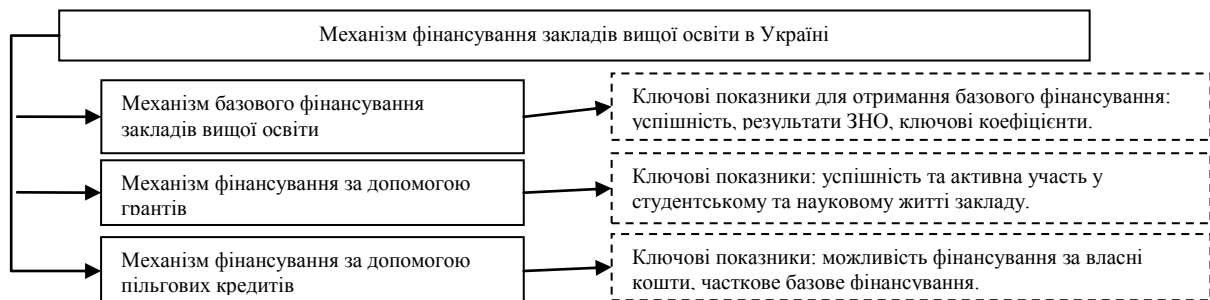 Механізм фінансування закладів вищої освіти в Україні
Механізм базового фінансування
закладів вищої освіти
Ключові показники для отримання базового фінансування:
успішність, результати ЗНО, ключові коефіцієнти.
Механізм фінансування за допомогою
грантів
Ключові показники: успішність та активна участь у
студентському та науковому житті закладу.
Механізм фінансування за допомогою
пільгових кредитів
Ключові показники: можливість фінансування за власні
кошти, часткове базове фінансування.